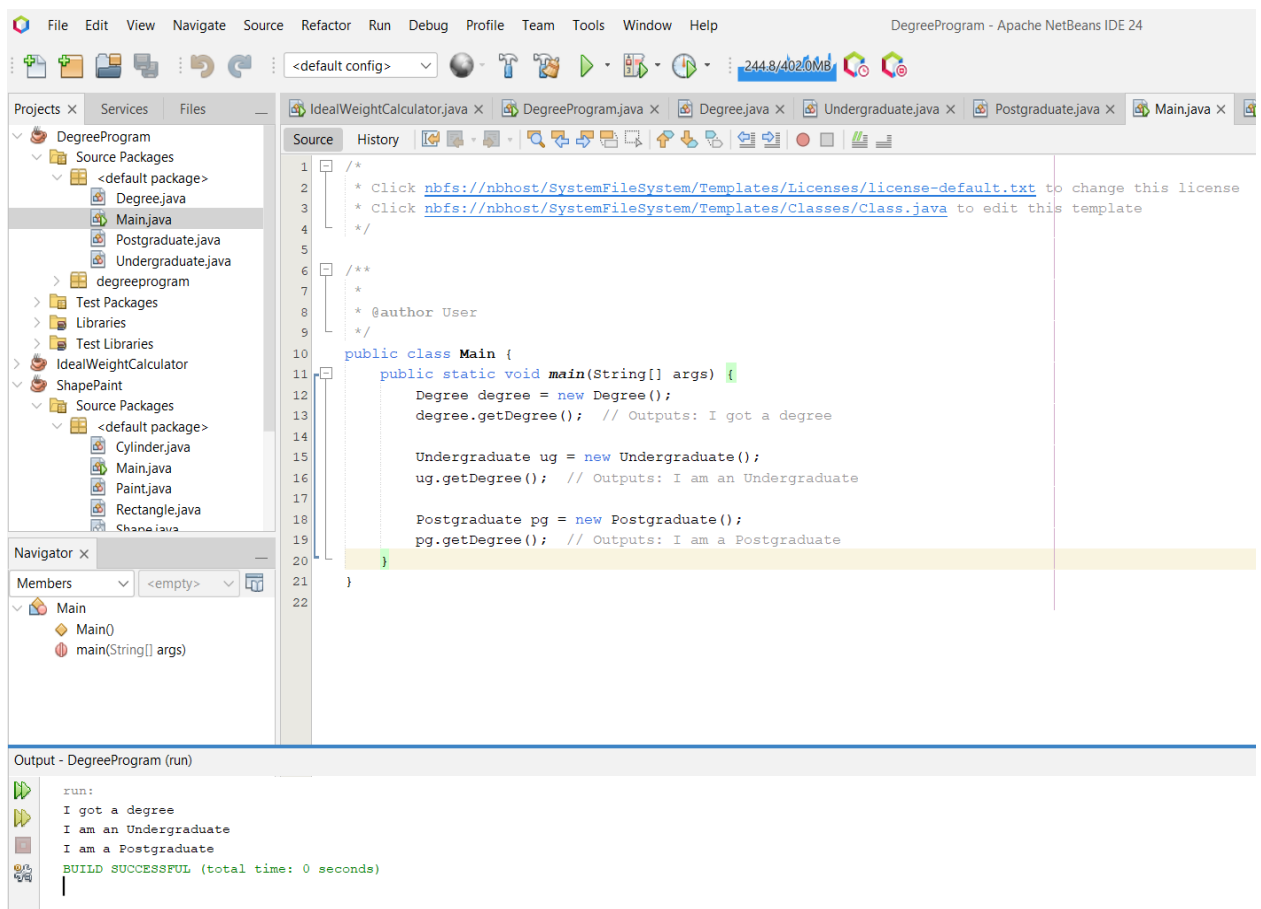 File Edit View Navigate Source Refactor Run Debug Profile Team Tools Window Help DegreeProgram - Apache NetBeans IDE 24
<default config> 244.8/402.0MB
Projects Services Files
IdealWeightCalculator.java DegreeProgram.java Degree.java Undergraduate.java Postgraduate.java Main.java
DegreeProgram
Source Packages
<default package>
Degree.java
Main.java
Postgraduate.java
Undergraduate.java
degreeprogram
Test Packages
Libraries
Test Libraries
IdealWeightCalculator
ShapePaint
Source Packages
<default package>
Cylinder.java
Main.java
Paint.java
Rectangle.java
Shape.java
Navigator
Members <empty>
Main
Main()
main(String[] args)
Source History
1 /*
2 * Click nbfs://nbhost/SystemFileSystem/Templates/Licenses/license-default.txt to change this license
3 * Click nbfs://nbhost/SystemFileSystem/Templates/Classes/Class.java to edit this template
4 */
5
6 /**
7 *
8 * @author User
9 */
10 public class Main {
11 public static void main(String[] args) {
12 Degree degree = new Degree();
13 degree.getDegree(); // Outputs: I got a degree
14
15 Undergraduate ug = new Undergraduate();
16 ug.getDegree(); // Outputs: I am an Undergraduate
17
18 Postgraduate pg = new Postgraduate();
19 pg.getDegree(); // Outputs: I am a Postgraduate
20 }
21 }
22
Output - DegreeProgram (run)
run:
I got a degree
I am an Undergraduate
I am a Postgraduate
BUILD SUCCESSFUL (total time: 0 seconds)